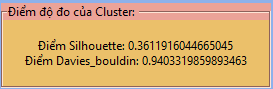 Điểm độ đo của Cluster:
Điểm Silhouette: 0.3611916044665045
Điểm Davies_bouldin: 0.9403319859893463